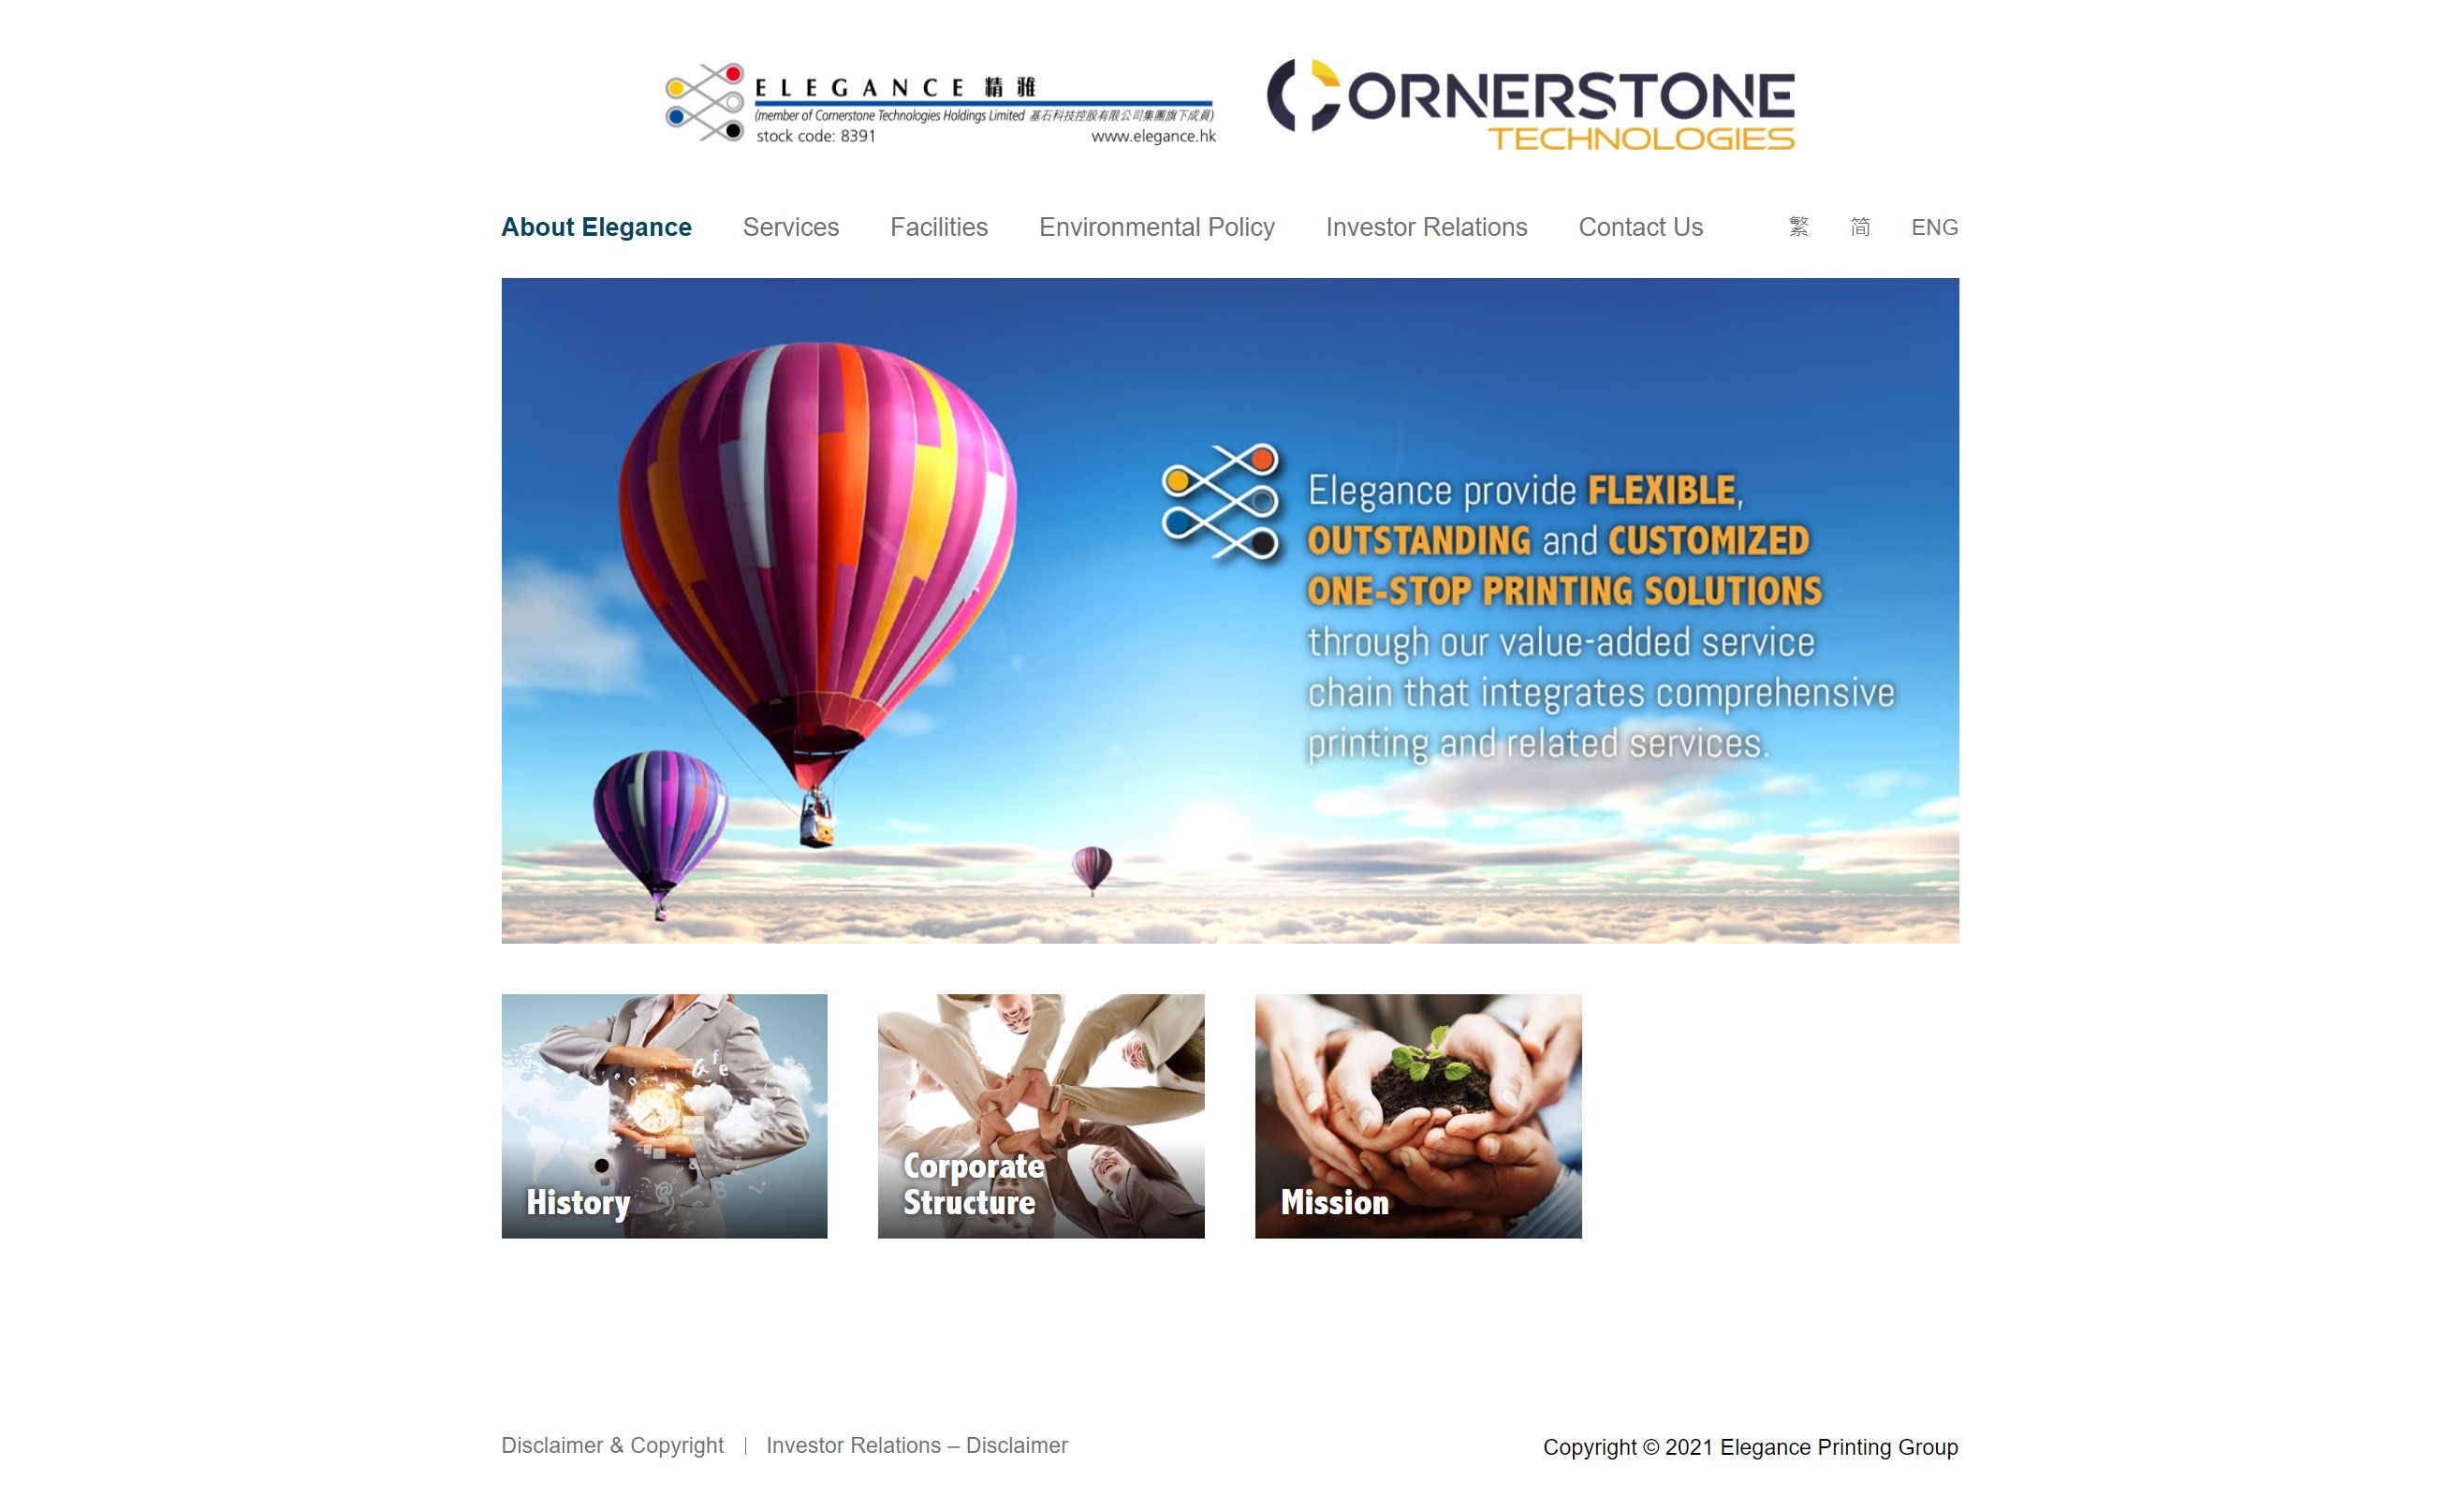 ELEGANCE 精雅
(member of Cornerstone Technologies Holdings Limited 基石科技控股有限公司集團旗下成員)
stock code: 8391 www.elegance.hk
CORNERSTONE
TECHNOLOGIES
About Elegance Services Facilities Environmental Policy Investor Relations Contact Us 繁 简 ENG
Elegance provide FLEXIBLE,
OUTSTANDING and CUSTOMIZED
ONE-STOP PRINTING SOLUTIONS
through our value-added service
chain that integrates comprehensive
printing and related services.
History
Corporate
Structure
Mission
Disclaimer & Copyright | Investor Relations – Disclaimer
Copyright © 2021 Elegance Printing Group